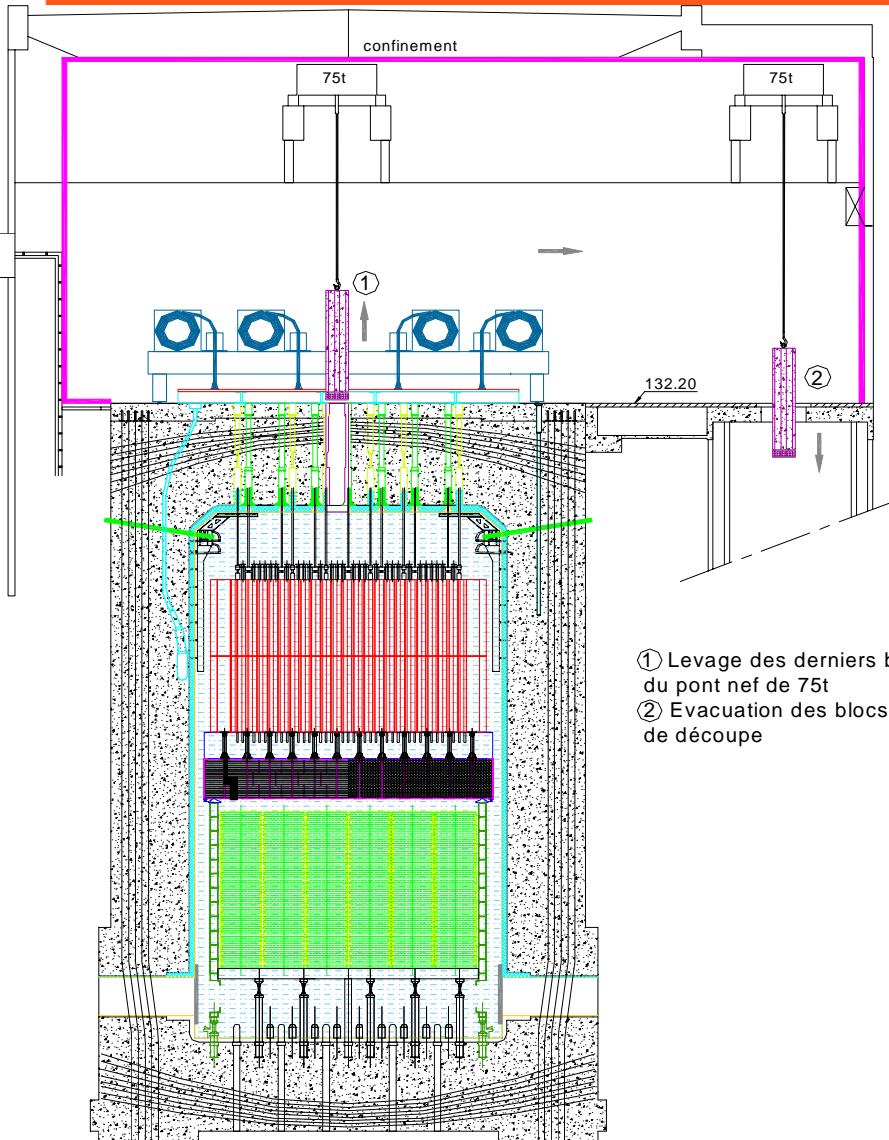 confinement
75t
75t
①
②
132.20
① Levage des derniers b
du pont nef de 75t
② Evacuation des blocs
de découpe